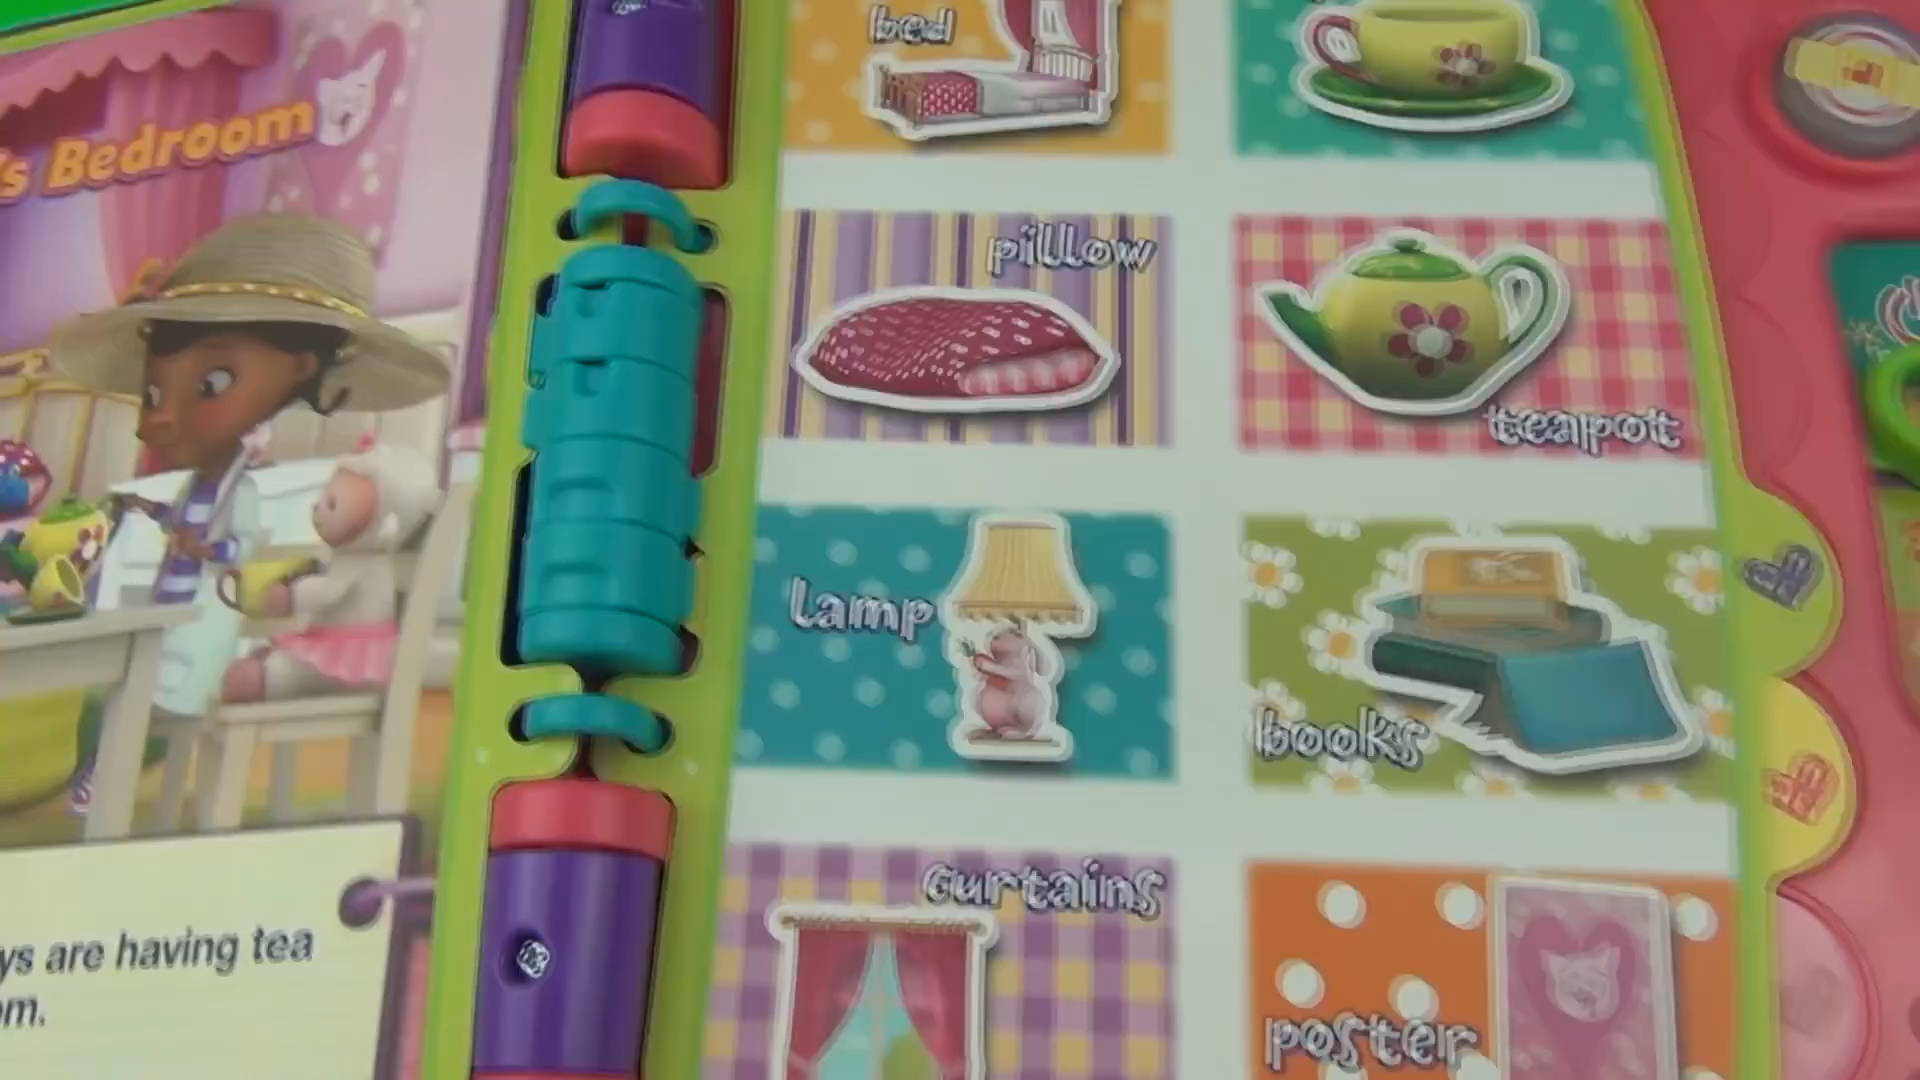 's Bedroom
ys are having tea
om.
bed
pillow
teapot
Lamp
books
curtains
poster